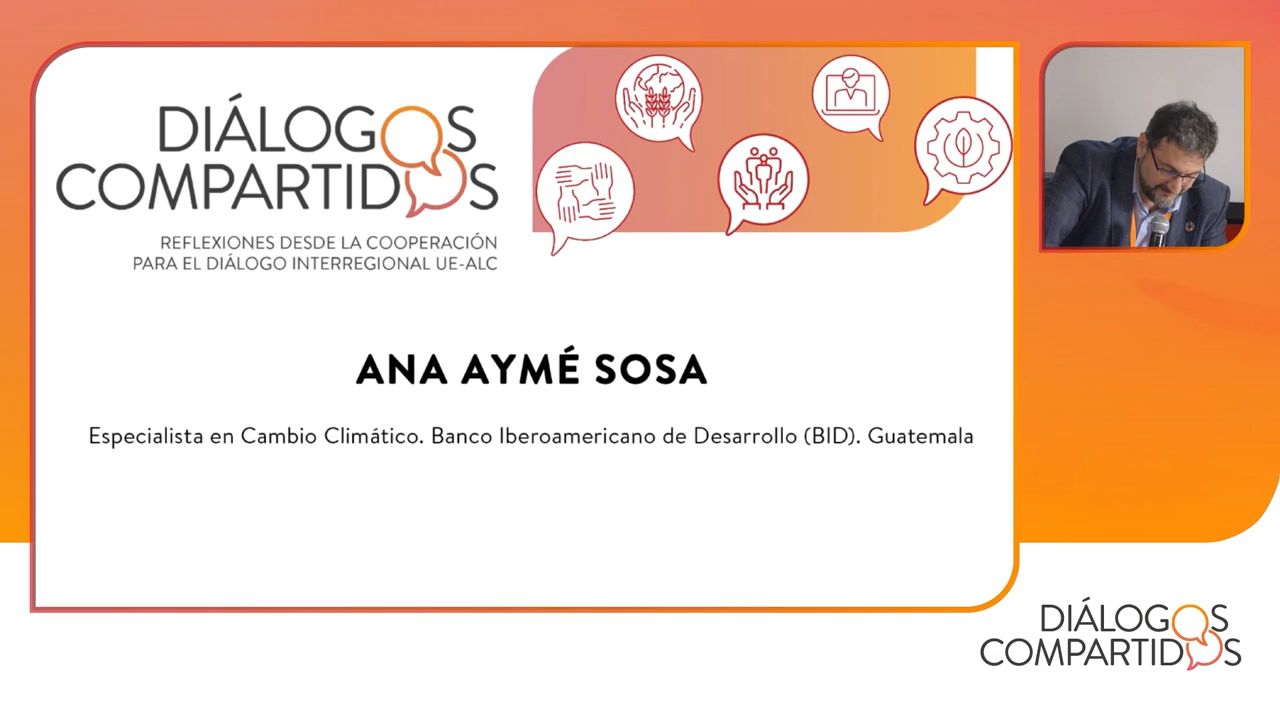 DIÁLOGOS
COMPARTIDOS
REFLEXIONES DESDE LA COOPERACIÓN
PARA EL DIÁLOGO INTERREGIONAL UE-ALC
ANA AYMÉ SOSA
Especialista en Cambio Climático. Banco Iberoamericano de Desarrollo (BID). Guatemala
DIÁLOGOS
COMPARTIDOS